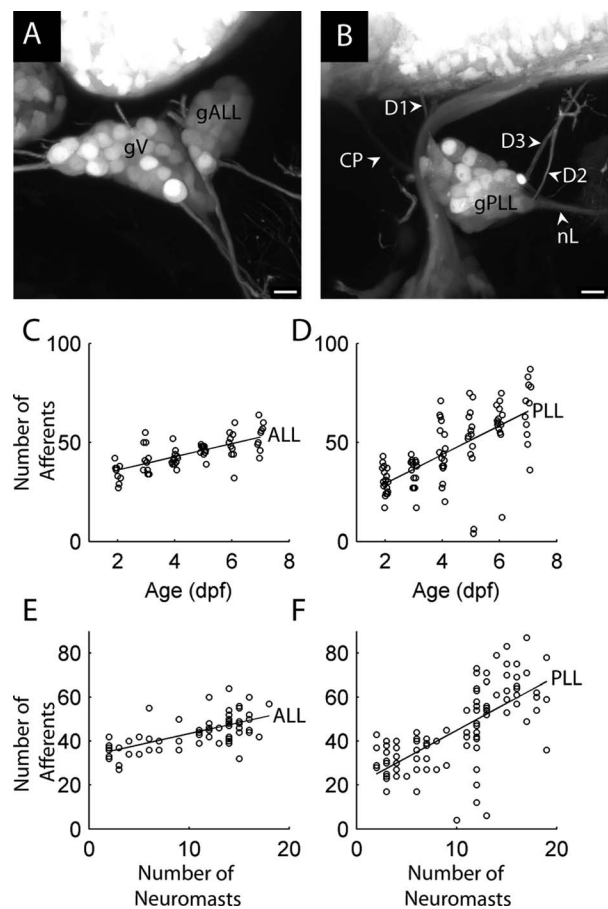 A
gALL
gV
B
D1
D3
CP
D2
gPLL
nL
C
100
50
0
Number of
Afferents
ALL
2 4 6 8
Age (dpf)
D
100
50
0
PLL
2 4 6 8
Age (dpf)
E
80
60
40
20
0
Number of
Afferents
ALL
0 10 20
Number of
Neuromasts
F
80
60
40
20
0
PLL
0 10 20
Number of
Neuromasts